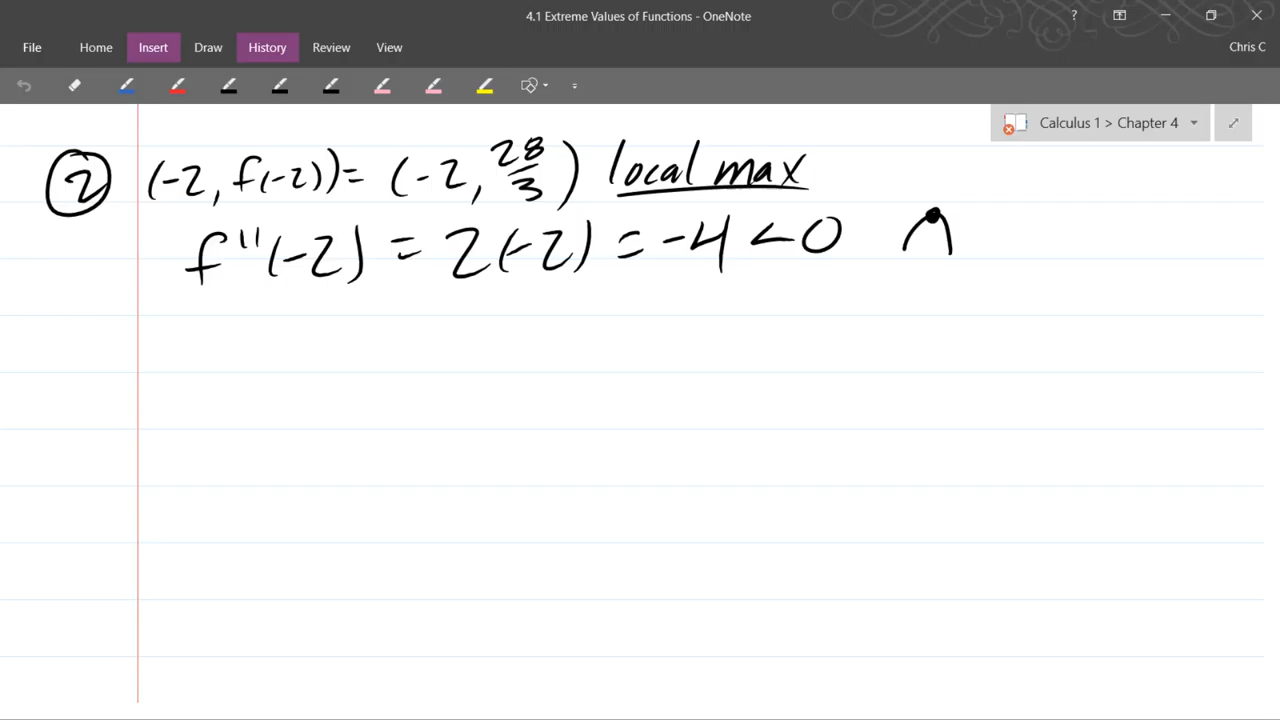 4.1 Extreme Values of Functions - OneNote
?
File Home Insert Draw History Review View Chris C
Calculus 1 > Chapter 4
② (-2, f(-2)) = (-2, 28/3) local max
f''(-2) = 2(-2) = -4 < 0